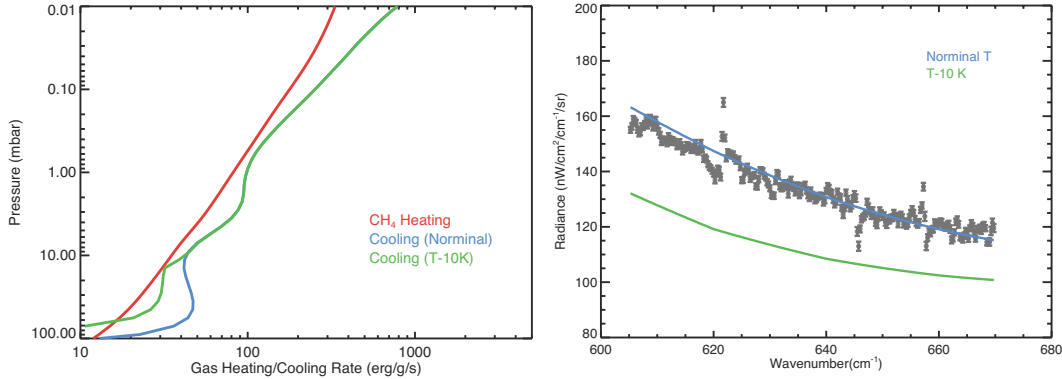 0.01
0.10
1.00
10.00
100.00
Pressure (mbar)
CH4 Heating
Cooling (Norminal)
Cooling (T-10K)
10
100
1000
Gas Heating/Cooling Rate (erg/g/s)
200
180
160
140
120
100
80
Radiance (nW/cm2/cm-1/sr)
Norminal T
T-10 K
600
620
640
660
680
Wavenumber(cm-1)